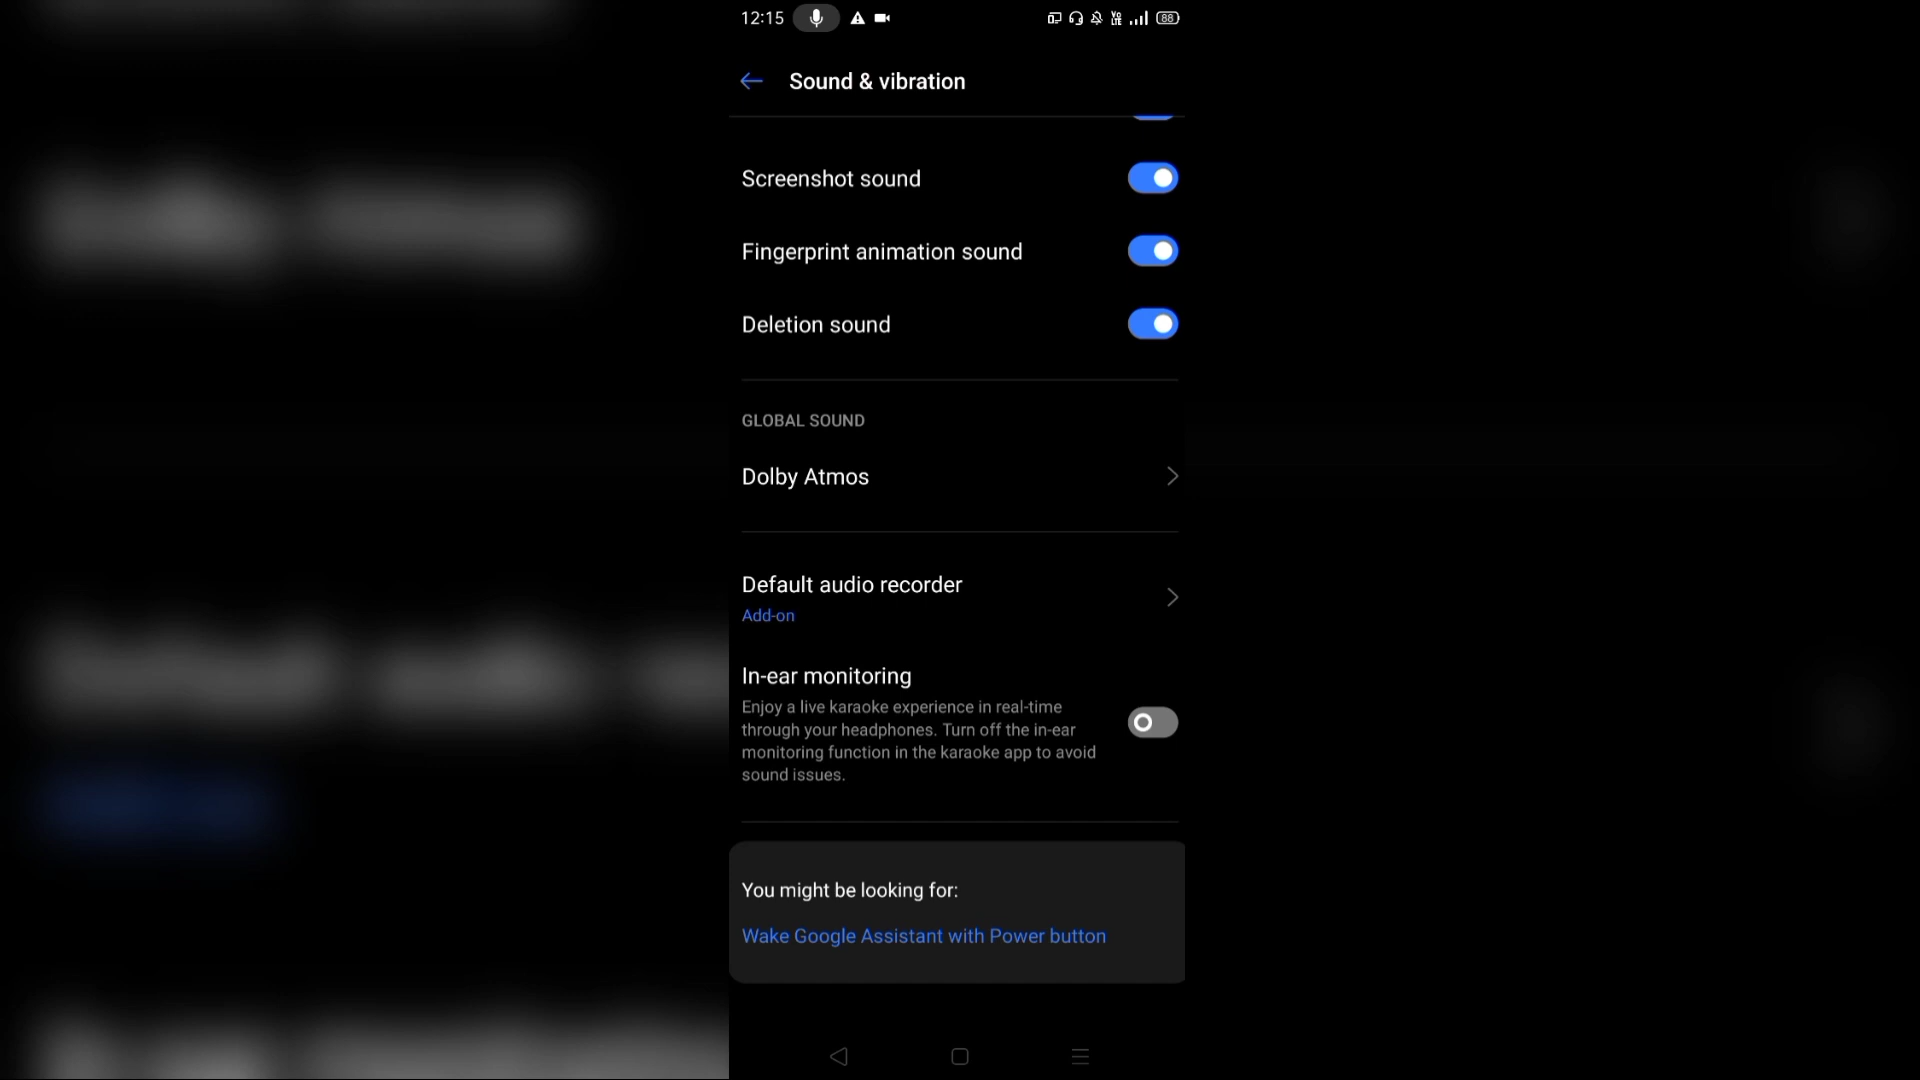 12:15
Vo
LTE
88
Sound & vibration
Screenshot sound
Fingerprint animation sound
Deletion sound
GLOBAL SOUND
Dolby Atmos
Default audio recorder
Add-on
In-ear monitoring
Enjoy a live karaoke experience in real-time
through your headphones. Turn off the in-ear
monitoring function in the karaoke app to avoid
sound issues.
You might be looking for:
Wake Google Assistant with Power button